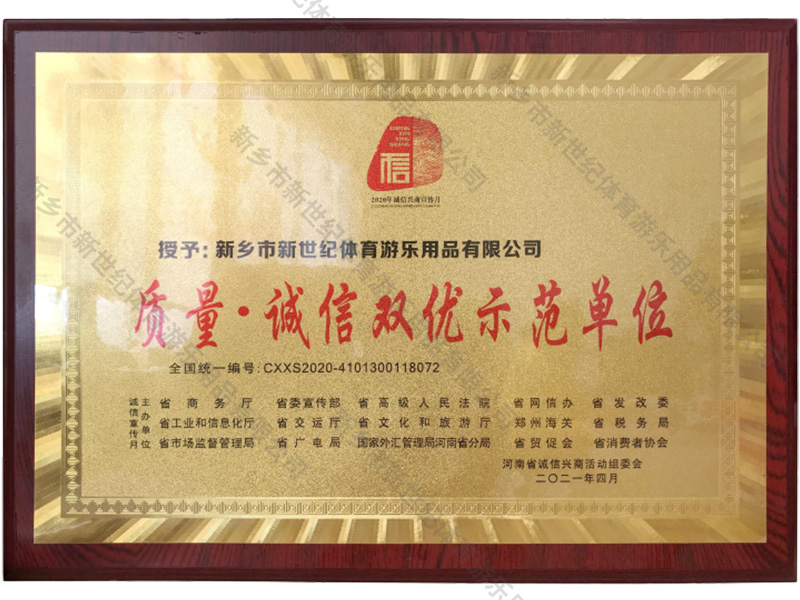 信
2020年诚信兴商宣传月
授予：新乡市新世纪体育游乐用品有限公司
质量·诚信双优示范单位
全国统一编号:CXXS2020-4101300118072
诚信宣传月
主办单位
省商务厅 省委宣传部 省高级人民法院 省网信办 省发改委
省工业和信息化厅 省交运厅 省文化和旅游厅 郑州海关 省税务局
省市场监督管理局 省广电局 国家外汇管理局河南省分局 省贸促会 省消费者协会
河南省诚信兴商活动组委会
二〇二一年四月
新乡市新世纪体育游乐用品有限公司